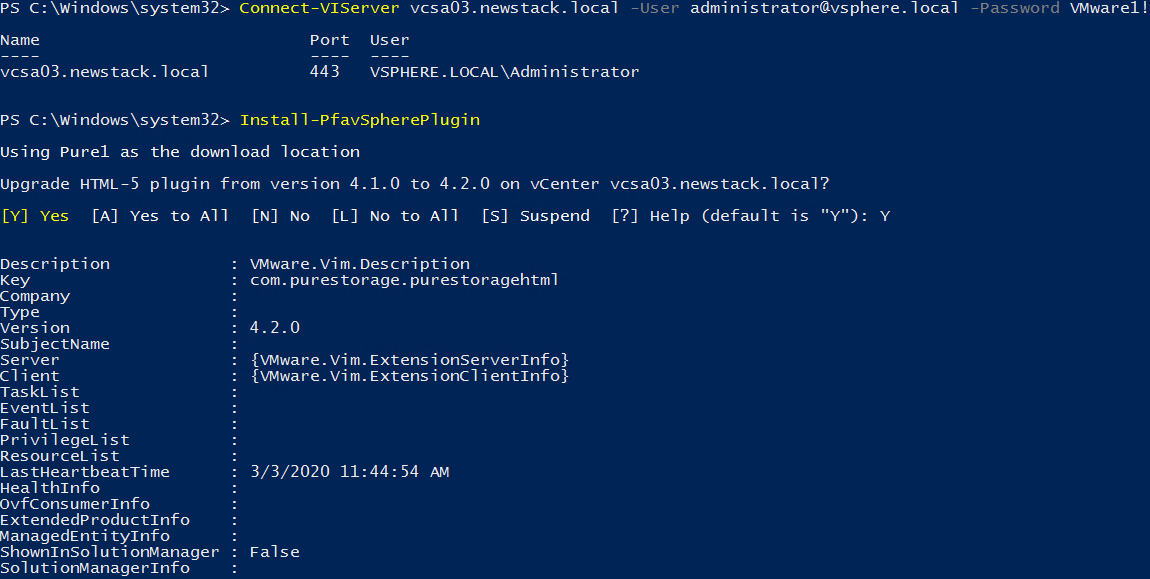 PS C:\Windows\system32> Connect-VIServer vcsa03.newstack.local -User administrator@vsphere.local -Password VMware1!
Name                           Port  User
----                           ----  ----
vcsa03.newstack.local          443   VSPHERE.LOCAL\Administrator
PS C:\Windows\system32> Install-PfavSpherePlugin
Using Pure1 as the download location
Upgrade HTML-5 plugin from version 4.1.0 to 4.2.0 on vCenter vcsa03.newstack.local?
[Y] Yes  [A] Yes to All  [N] No  [L] No to All  [S] Suspend  [?] Help (default is "Y"): Y
Description            : VMware.Vim.Description
Key                    : com.purestorage.purestoragehtml
Company                :
Type                   :
Version                : 4.2.0
SubjectName            :
Server                 : {VMware.Vim.ExtensionServerInfo}
Client                 : {VMware.Vim.ExtensionClientInfo}
TaskList               :
EventList              :
FaultList              :
PrivilegeList          :
ResourceList           :
LastHeartbeatTime      : 3/3/2020 11:44:54 AM
HealthInfo             :
OvfConsumerInfo        :
ExtendedProductInfo    :
ManagedEntityInfo      :
ShownInSolutionManager : False
SolutionManagerInfo    :